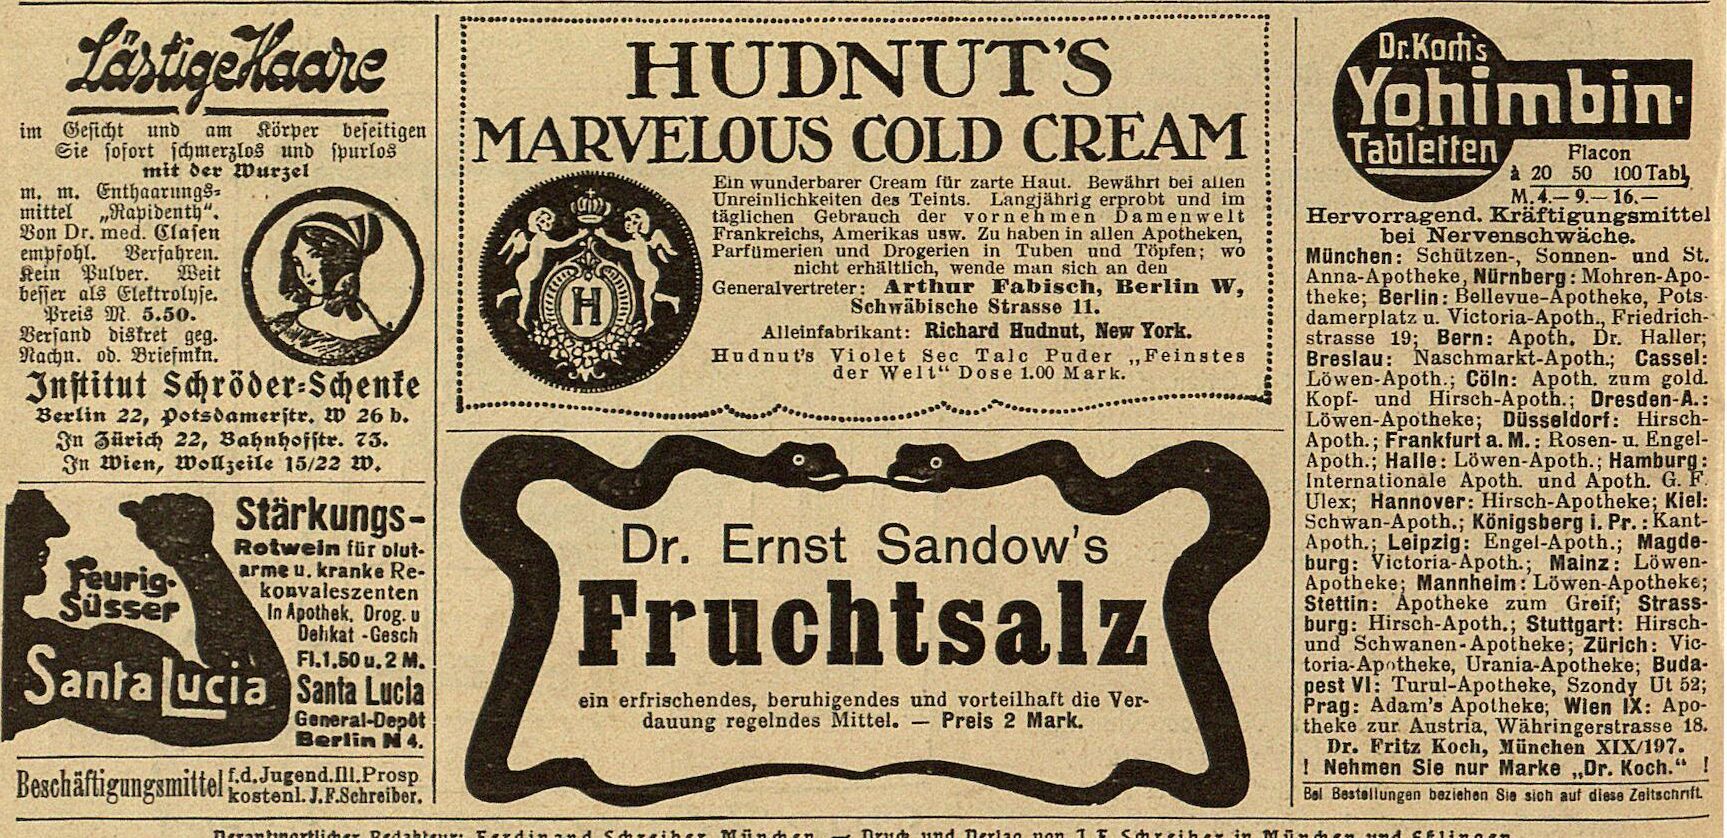 Lästige Haare
im Gesicht und am Körper beseitigen
Sie sofort schmerzlos und spurlos
mit der Wurzel
m. m. Enthaarungs-
mittel „Rapidenth“.
Von Dr. med. Clasen
empfohl. Verfahren.
Kein Pulver. Weit
besser als Elektrolyse.
Preis M. 5.50.
Versand diskret geg.
Nachn. od. Briefmkn.
Institut Schröder=Schenke
Berlin 22, Potsdamerstr. W 26 b.
In Zürich 22, Bahnhofstr. 73.
In Wien, Wollzeile 15/22 W.
Feurig-
Süsser
Santa Lucia
Stärkungs-
Rotwein für blut-
arme u. kranke Re-
konvaleszenten
In Apothek. Drog. u
Delikat -Gesch
Fl. 1.50 u. 2 M.
Santa Lucia
General-Depôt
Berlin N 4.
Beschäftigungsmittel f. d. Jugend. Ill. Prosp
kostenl. J. F. Schreiber.
HUDNUT'S
MARVELOUS COLD CREAM
H
Ein wunderbarer Cream für zarte Haut. Bewährt bei allen
Unreinlichkeiten des Teints. Langjährig erprobt und im
täglichen Gebrauch der vornehmen Damenwelt
Frankreichs, Amerikas usw. Zu haben in allen Apotheken,
Parfümerien und Drogerien in Tuben und Töpfen; wo
nicht erhältlich, wende man sich an den
Generalvertreter: Arthur Fabisch, Berlin W,
Schwäbische Strasse 11.
Alleinfabrikant: Richard Hudnut, New York.
Hudnut's Violet Sec Talc Puder „Feinstes
der Welt“ Dose 1.00 Mark.
Dr. Ernst Sandow's
Fruchtsalz
ein erfrischendes, beruhigendes und vorteilhaft die Ver-
dauung regelndes Mittel. — Preis 2 Mark.
Dr. Koch's
Yohimbin-
Tabletten
Flacon
à 20 50 100 Tabl.
M. 4.— 9.— 16.—
Hervorragend. Kräftigungsmittel
bei Nervenschwäche.
München: Schützen-, Sonnen- und St.
Anna-Apotheke, Nürnberg: Mohren-Apo-
theke; Berlin: Bellevue-Apotheke, Pots-
damerplatz u. Victoria-Apoth., Friedrich-
strasse 19; Bern: Apoth. Dr. Haller;
Breslau: Naschmarkt-Apoth.; Cassel:
Löwen-Apoth.; Cöln: Apoth. zum gold.
Kopf- und Hirsch-Apoth.; Dresden-A.:
Löwen-Apotheke; Düsseldorf: Hirsch-
Apoth.; Frankfurt a. M.: Rosen- u. Engel-
Apoth.; Halle: Löwen-Apoth.; Hamburg:
Internationale Apoth. und Apoth. G. F.
Ulex; Hannover: Hirsch-Apotheke; Kiel:
Schwan-Apoth.; Königsberg i. Pr.: Kant-
Apoth.; Leipzig: Engel-Apoth.; Magde-
burg: Victoria-Apoth.; Mainz: Löwen-
Apotheke; Mannheim: Löwen-Apotheke;
Stettin: Apotheke zum Greif; Strass-
burg: Hirsch-Apoth.; Stuttgart: Hirsch-
und Schwanen-Apotheke; Zürich: Vic-
toria-Apotheke, Urania-Apotheke; Buda-
pest VI: Turul-Apotheke, Szondy Ut 52;
Prag: Adam's Apotheke; Wien IX: Apo-
theke zur Austria, Währingerstrasse 18.
Dr. Fritz Koch, München XIX/197.
! Nehmen Sie nur Marke „Dr. Koch.“ !
Bei Bestellungen beziehen Sie sich auf diese Zeitschrift.
Verantwortlicher Redakteur: Ferdinand Schreiber, München. — Druck und Verlag von J. F. Schreiber in München und Eßlingen.